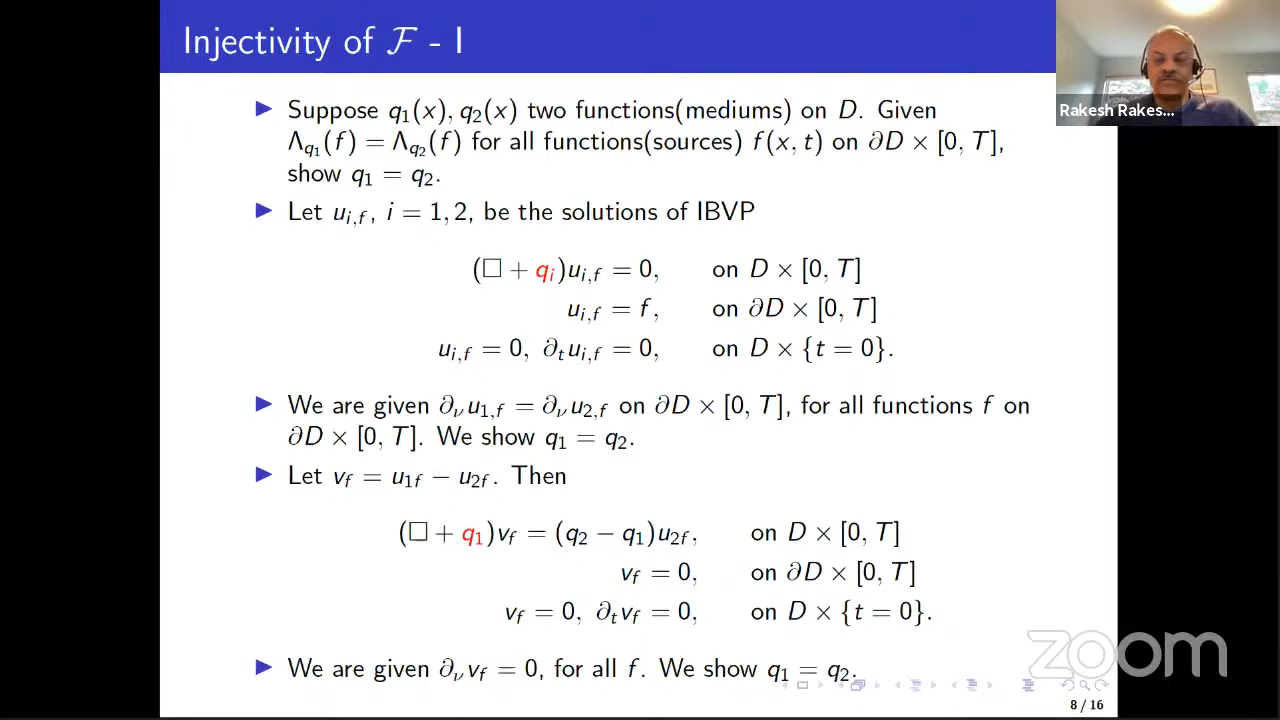 Injectivity of ℱ - I
Suppose q₁(x), q₂(x) two functions(mediums) on D. Given
Λ_{q₁}(f) = Λ_{q₂}(f) for all functions(sources) f(x, t) on ∂D × [0, T],
show q₁ = q₂.
Let u_{i,f}, i = 1, 2, be the solutions of IBVP
(□ + q_i)u_{i,f} = 0, on D × [0, T]
u_{i,f} = f, on ∂D × [0, T]
u_{i,f} = 0, ∂_t u_{i,f} = 0, on D × {t = 0}.
We are given ∂_ν u_{1,f} = ∂_ν u_{2,f} on ∂D × [0, T], for all functions f on
∂D × [0, T]. We show q₁ = q₂.
Let v_f = u_{1f} − u_{2f}. Then
(□ + q₁)v_f = (q₂ − q₁)u_{2f}, on D × [0, T]
v_f = 0, on ∂D × [0, T]
v_f = 0, ∂_t v_f = 0, on D × {t = 0}.
We are given ∂_ν v_f = 0, for all f. We show q₁ = q₂.
8 / 16
Rakesh Rakes...
zoom